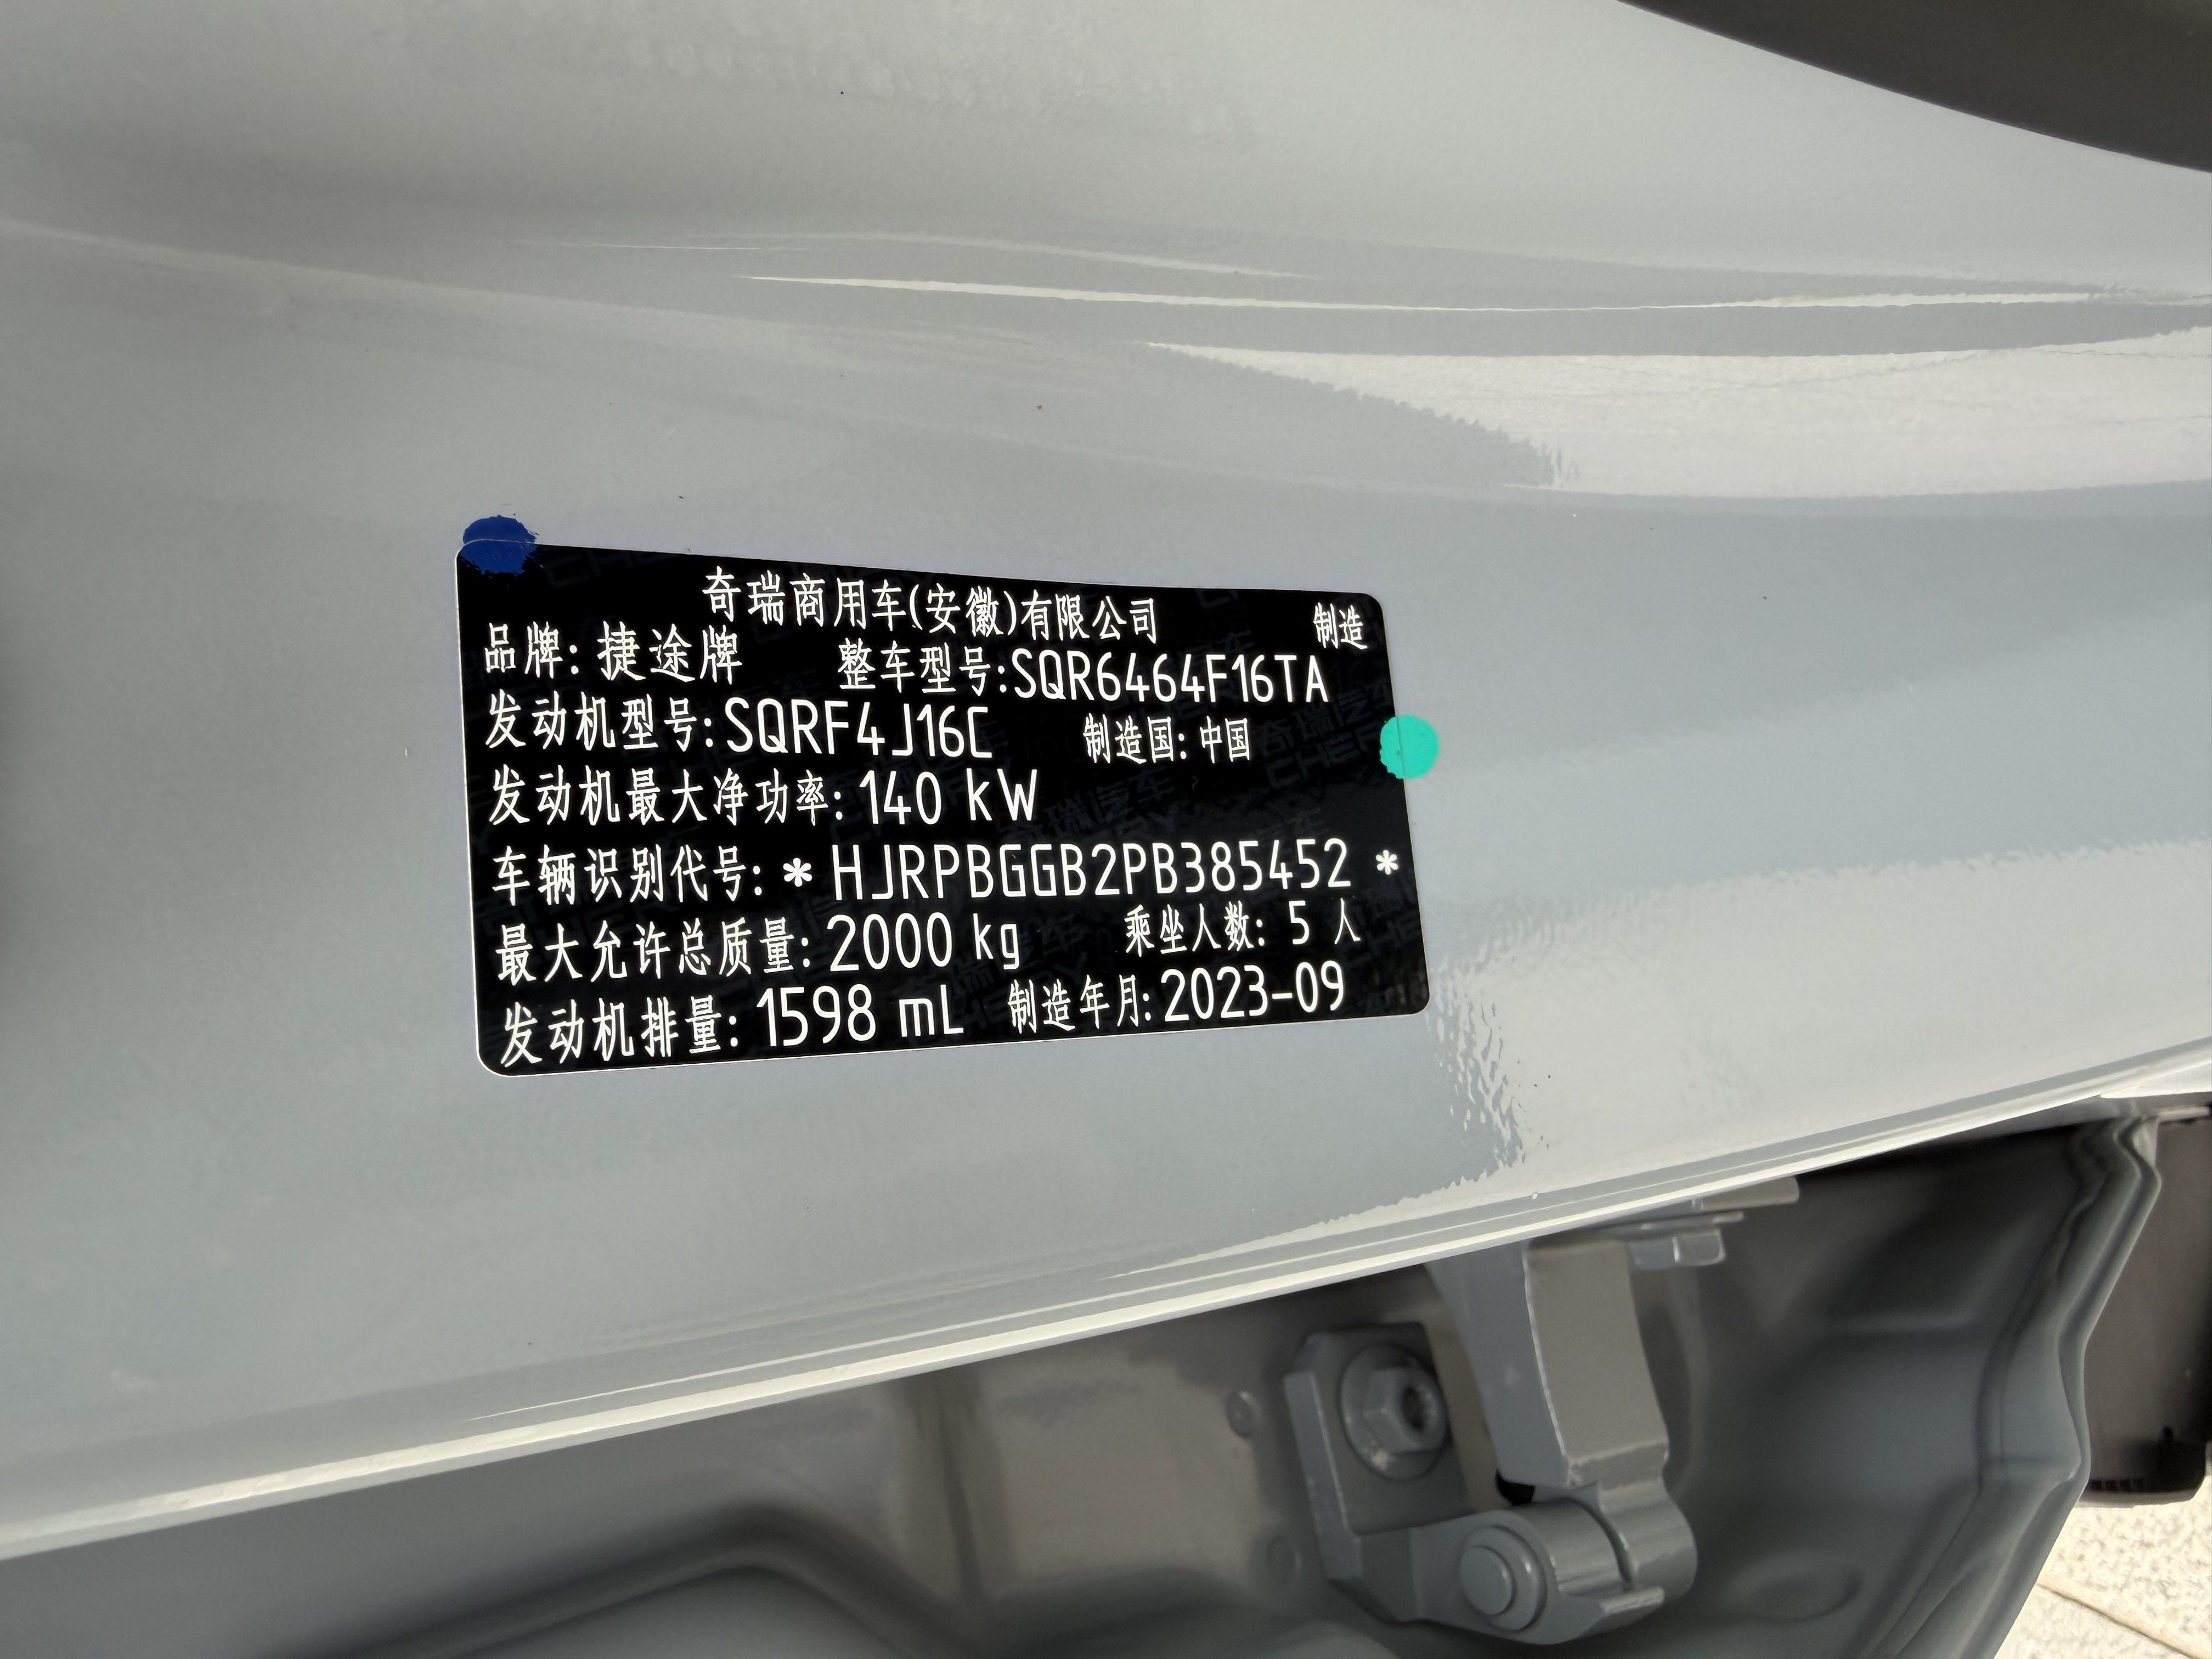 奇瑞商用车(安徽)有限公司 制造
品牌: 捷途牌 整车型号:SQR6464F16TA
发动机型号:SQRF4J16C 制造国: 中国
发动机最大净功率: 140 kW
车辆识别代号: * HJRPBGGB2PB385452 *
最大允许总质量: 2000 kg 乘坐人数: 5 人
发动机排量: 1598 mL 制造年月: 2023-09